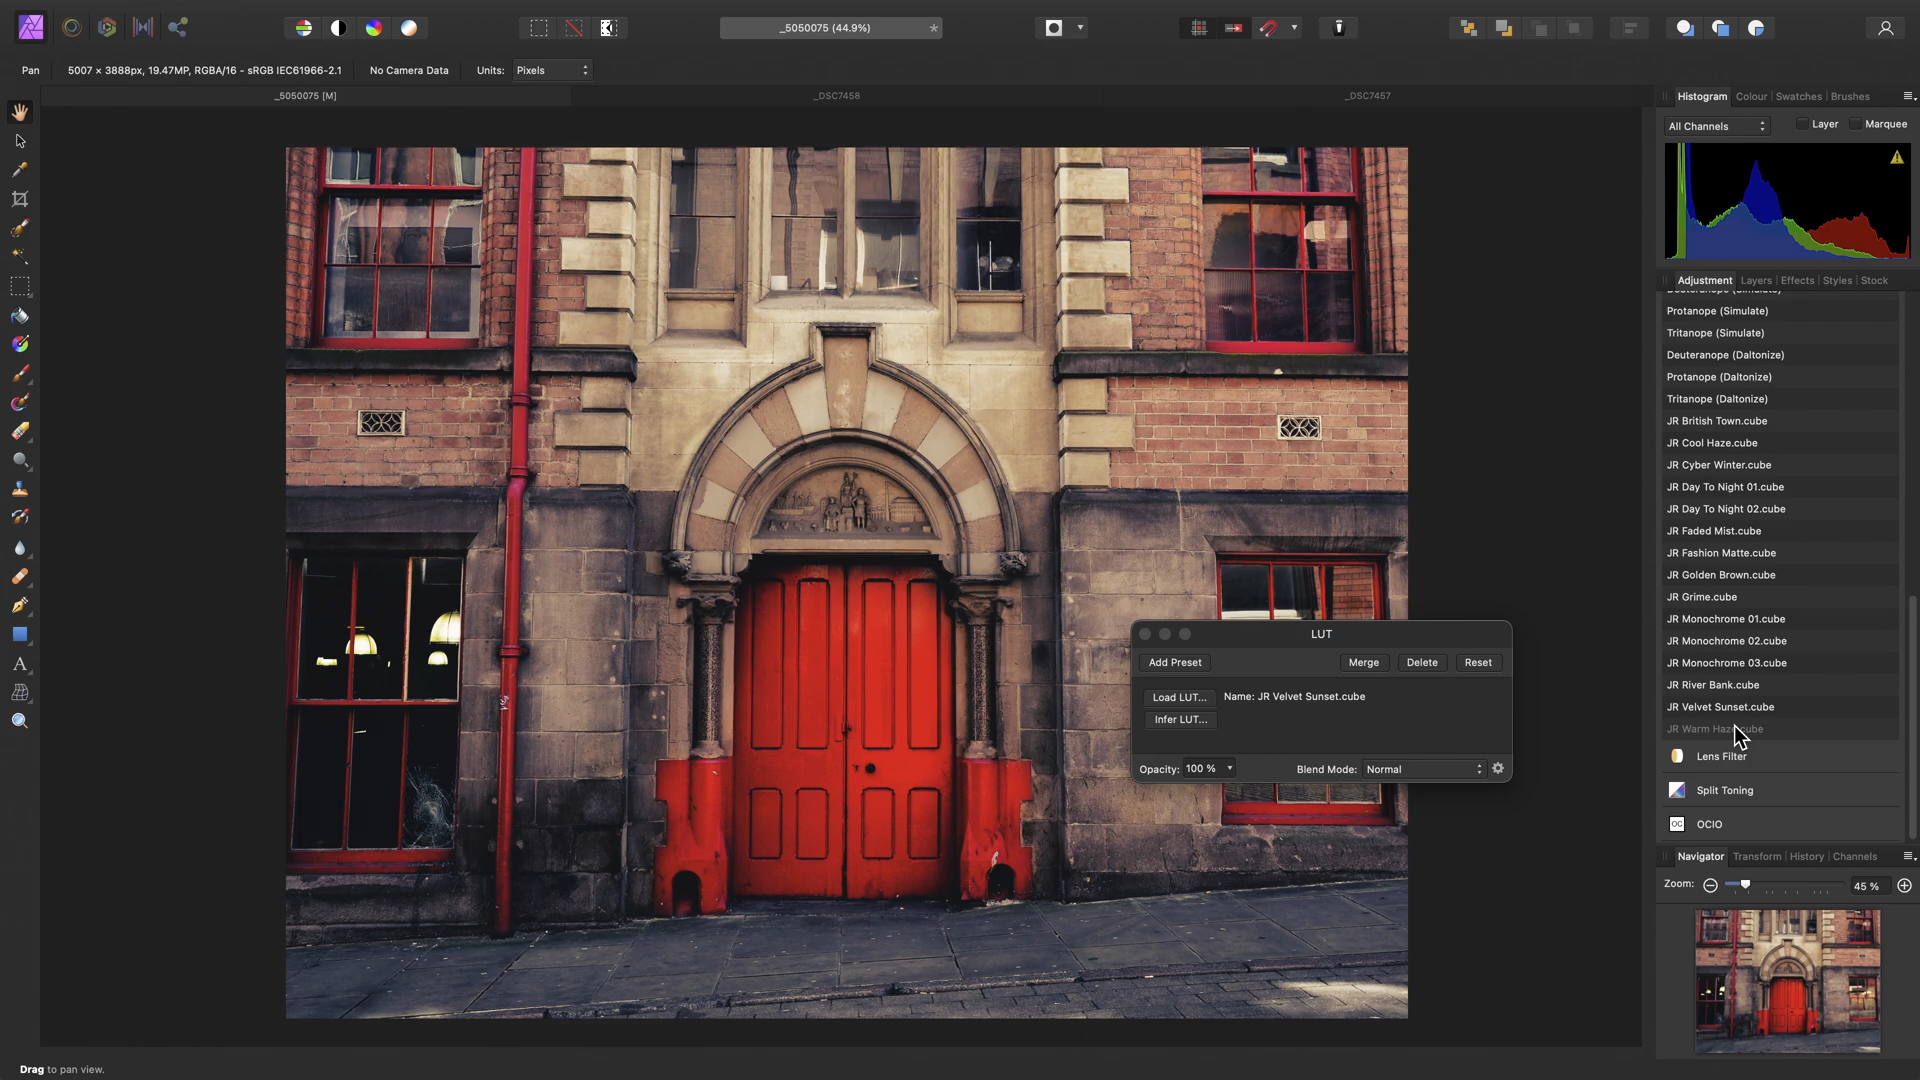 _5050075 (44.9%)
*
Pan
5007 × 3888px, 19.47MP, RGBA/16 - sRGB IEC61966-2.1
No Camera Data
Units:
Pixels
_5050075 [M]
_DSC7458
_DSC7457
Histogram
Colour
Swatches
Brushes
All Channels
Layer
Marquee
Adjustment
Layers
Effects
Styles
Stock
Deuteranope (Simulate)
Protanope (Simulate)
Tritanope (Simulate)
Deuteranope (Daltonize)
Protanope (Daltonize)
Tritanope (Daltonize)
JR British Town.cube
JR Cool Haze.cube
JR Cyber Winter.cube
JR Day To Night 01.cube
JR Day To Night 02.cube
JR Faded Mist.cube
JR Fashion Matte.cube
JR Golden Brown.cube
JR Grime.cube
JR Monochrome 01.cube
JR Monochrome 02.cube
JR Monochrome 03.cube
JR River Bank.cube
JR Velvet Sunset.cube
JR Warm Haze.cube
Lens Filter
Split Toning
OC
OCIO
LUT
Add Preset
Merge
Delete
Reset
Load LUT...
Name: JR Velvet Sunset.cube
Infer LUT...
Opacity:
100 %
Blend Mode:
Normal
Navigator
Transform
History
Channels
Zoom:
45 %
Drag to pan view.